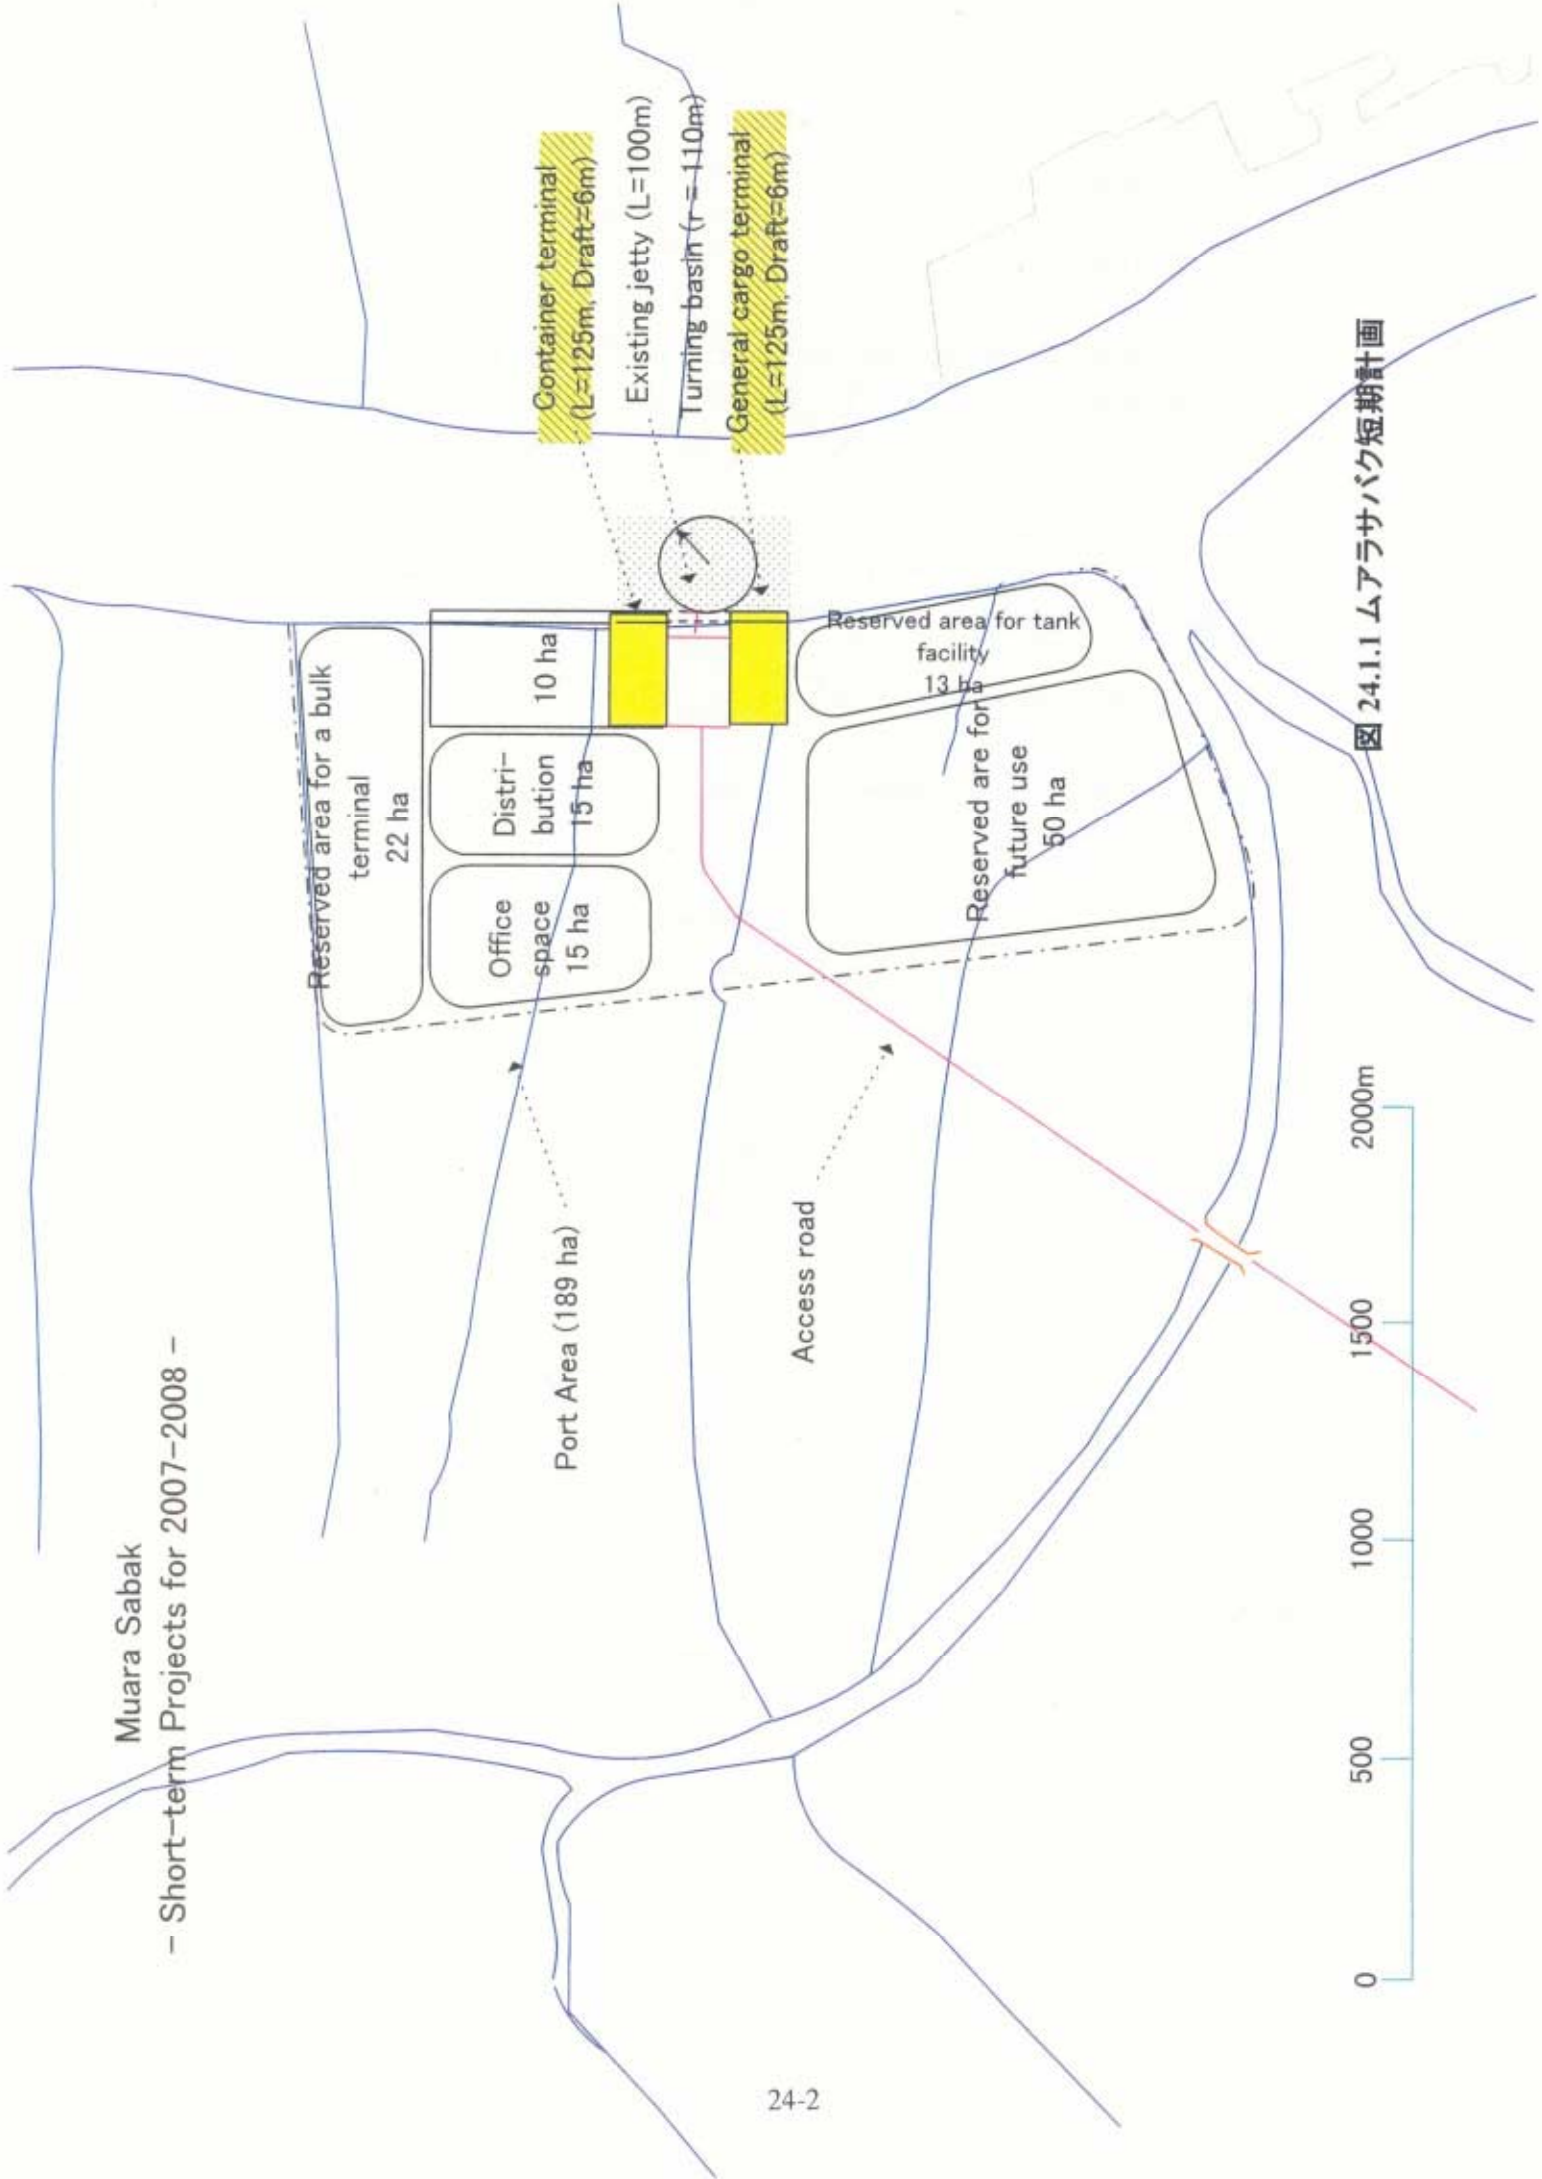 Muara Sabak
- Short-term Projects for 2007-2008 -
Reserved area for a bulk
terminal
22 ha
Office
space
15 ha
Distri-
bution
15 ha
10 ha
Container terminal
(L=125m, Draft=6m)
Existing jetty (L=100m)
Turning basin (r = 110m)
General cargo terminal
(L=125m, Draft=6m)
Port Area (189 ha)
Access road
Reserved area for tank
facility
13 ha
Reserved are for
future use
50 ha
0
500
1000
1500
2000m
図 24.1.1 ムアラサバク短期計画
24-2